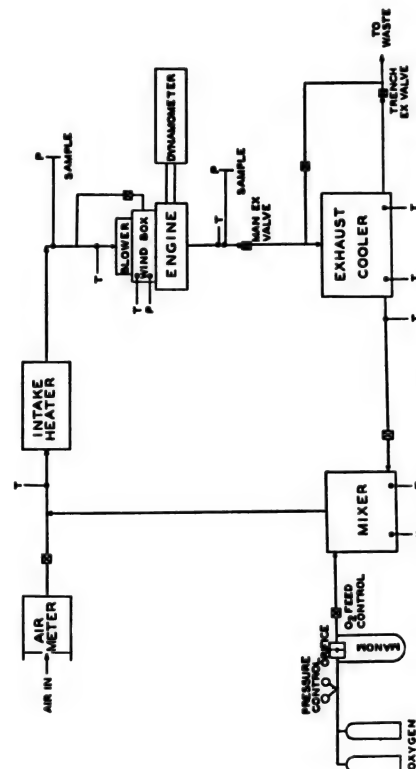 AIR IN
AIR
METER
T
INTAKE
HEATER
P
SAMPLE
T
BLOWER
WIND BOX
T
P
ENGINE
DYNAMOMETER
T
P
SAMPLE
MAN EX
VALVE
EXHAUST
COOLER
T
T
T
TRENCH
EX VALVE
TO
WASTE
MIXER
O2 FEED
CONTROL
ORIFICE
MANOM
PRESSURE
CONTROL
OXYGEN